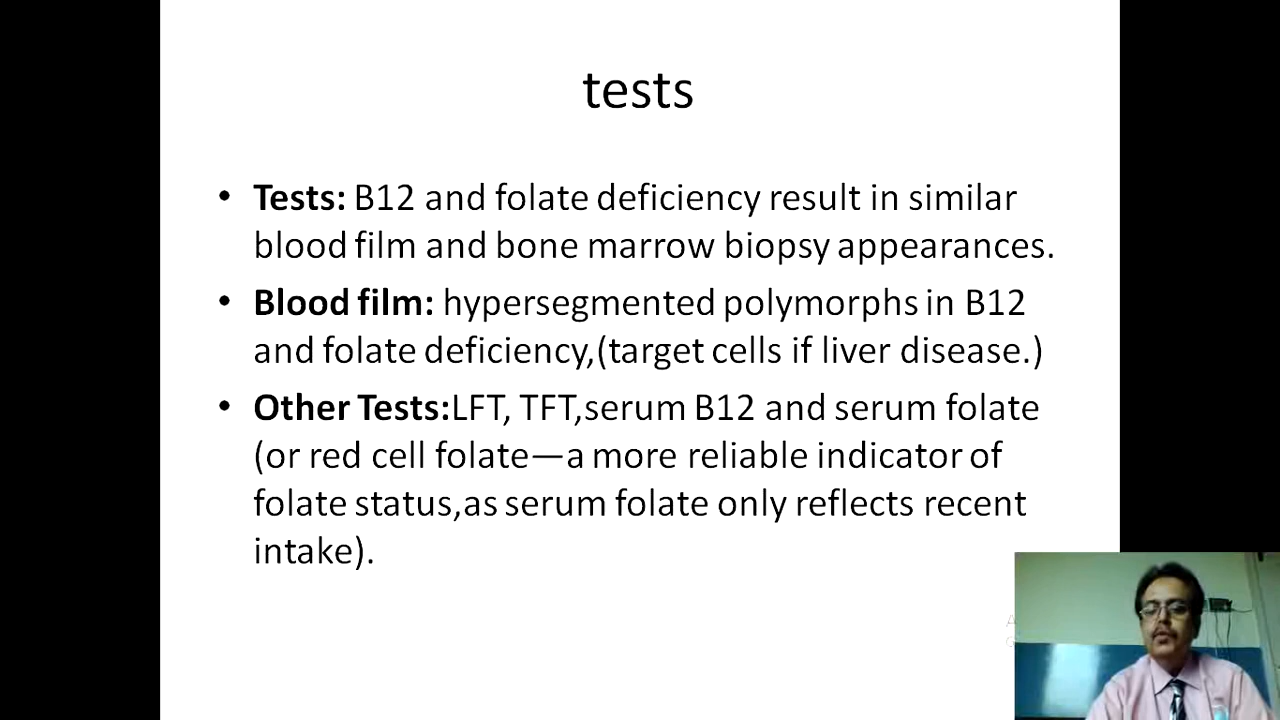 tests
• Tests: B12 and folate deficiency result in similar
blood film and bone marrow biopsy appearances.
• Blood film: hypersegmented polymorphs in B12
and folate deficiency,(target cells if liver disease.)
• Other Tests:LFT, TFT,serum B12 and serum folate
(or red cell folate—a more reliable indicator of
folate status,as serum folate only reflects recent
intake).